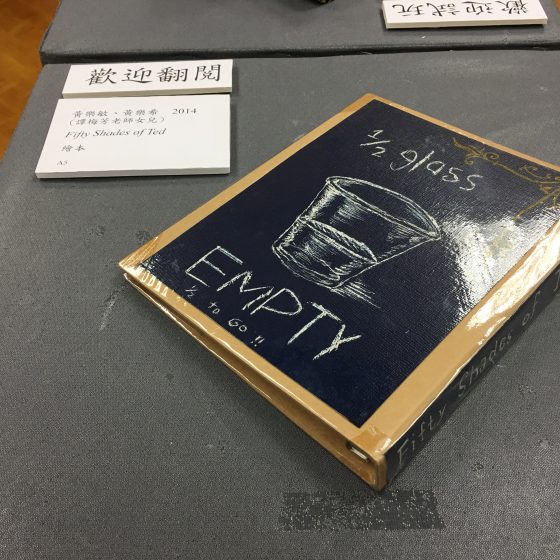 歡迎試玩
歡迎翻閱
黃樂敏、黃樂希 2014
（譚梅芳老師女兒）
Fifty Shades of Ted
繪本
A5
1/2 glass
EMPTY
1/2 to GO !!
Fifty Shades of